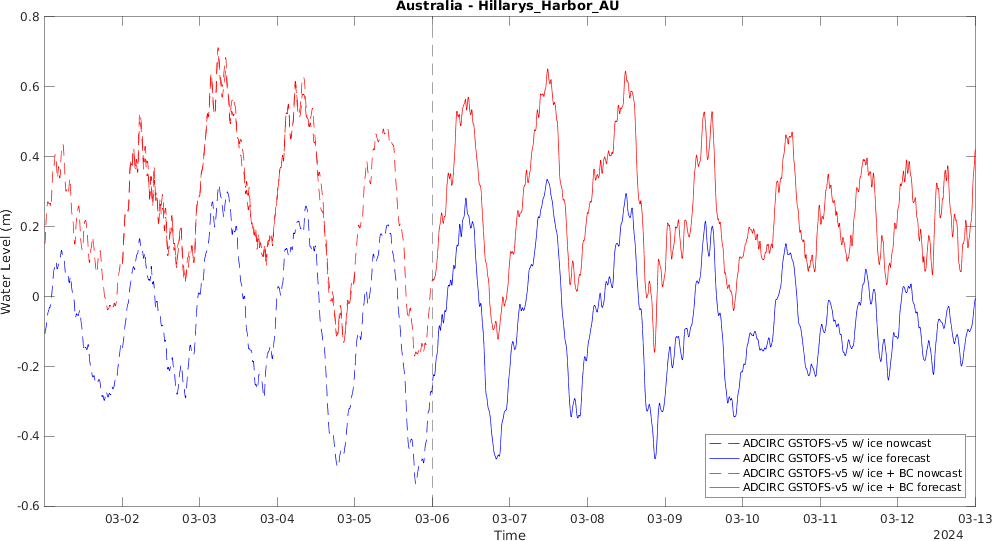 Australia - Hillarys_Harbor_AU
Water Level (m)
0.8
0.6
0.4
0.2
0
-0.2
-0.4
-0.6
ADCIRC GSTOFS-v5 w/ ice nowcast
ADCIRC GSTOFS-v5 w/ ice forecast
ADCIRC GSTOFS-v5 w/ ice + BC nowcast
ADCIRC GSTOFS-v5 w/ ice + BC forecast
03-02 03-03 03-04 03-05 03-06 03-07 03-08 03-09 03-10 03-11 03-12 03-13
Time
2024